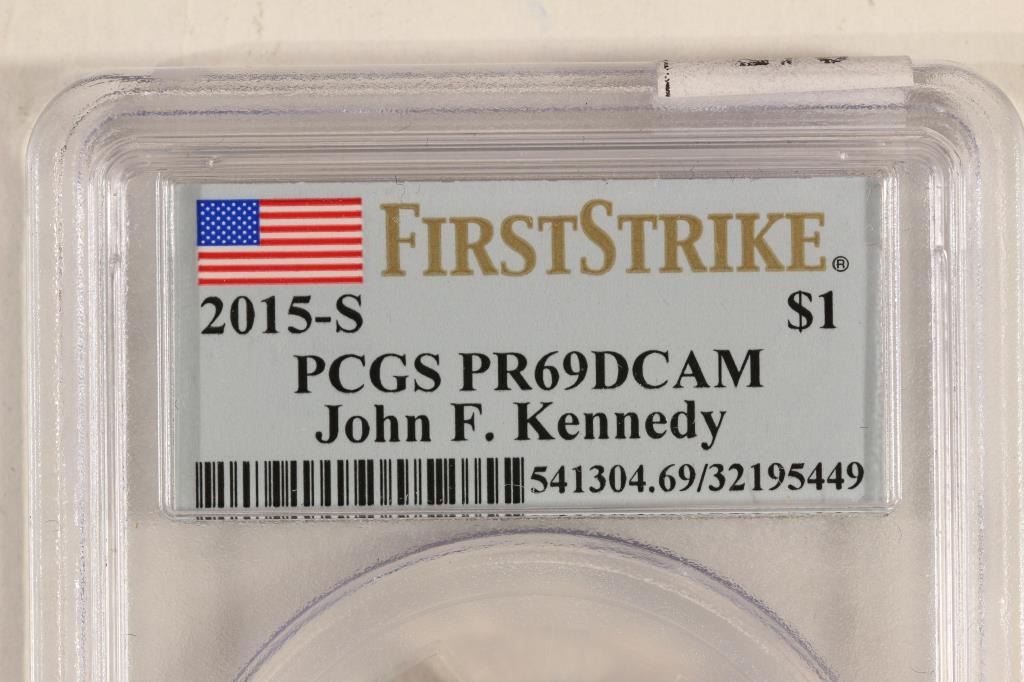 FIRSTSTRIKE®
2015-S $1
PCGS PR69DCAM
John F. Kennedy
541304.69/32195449